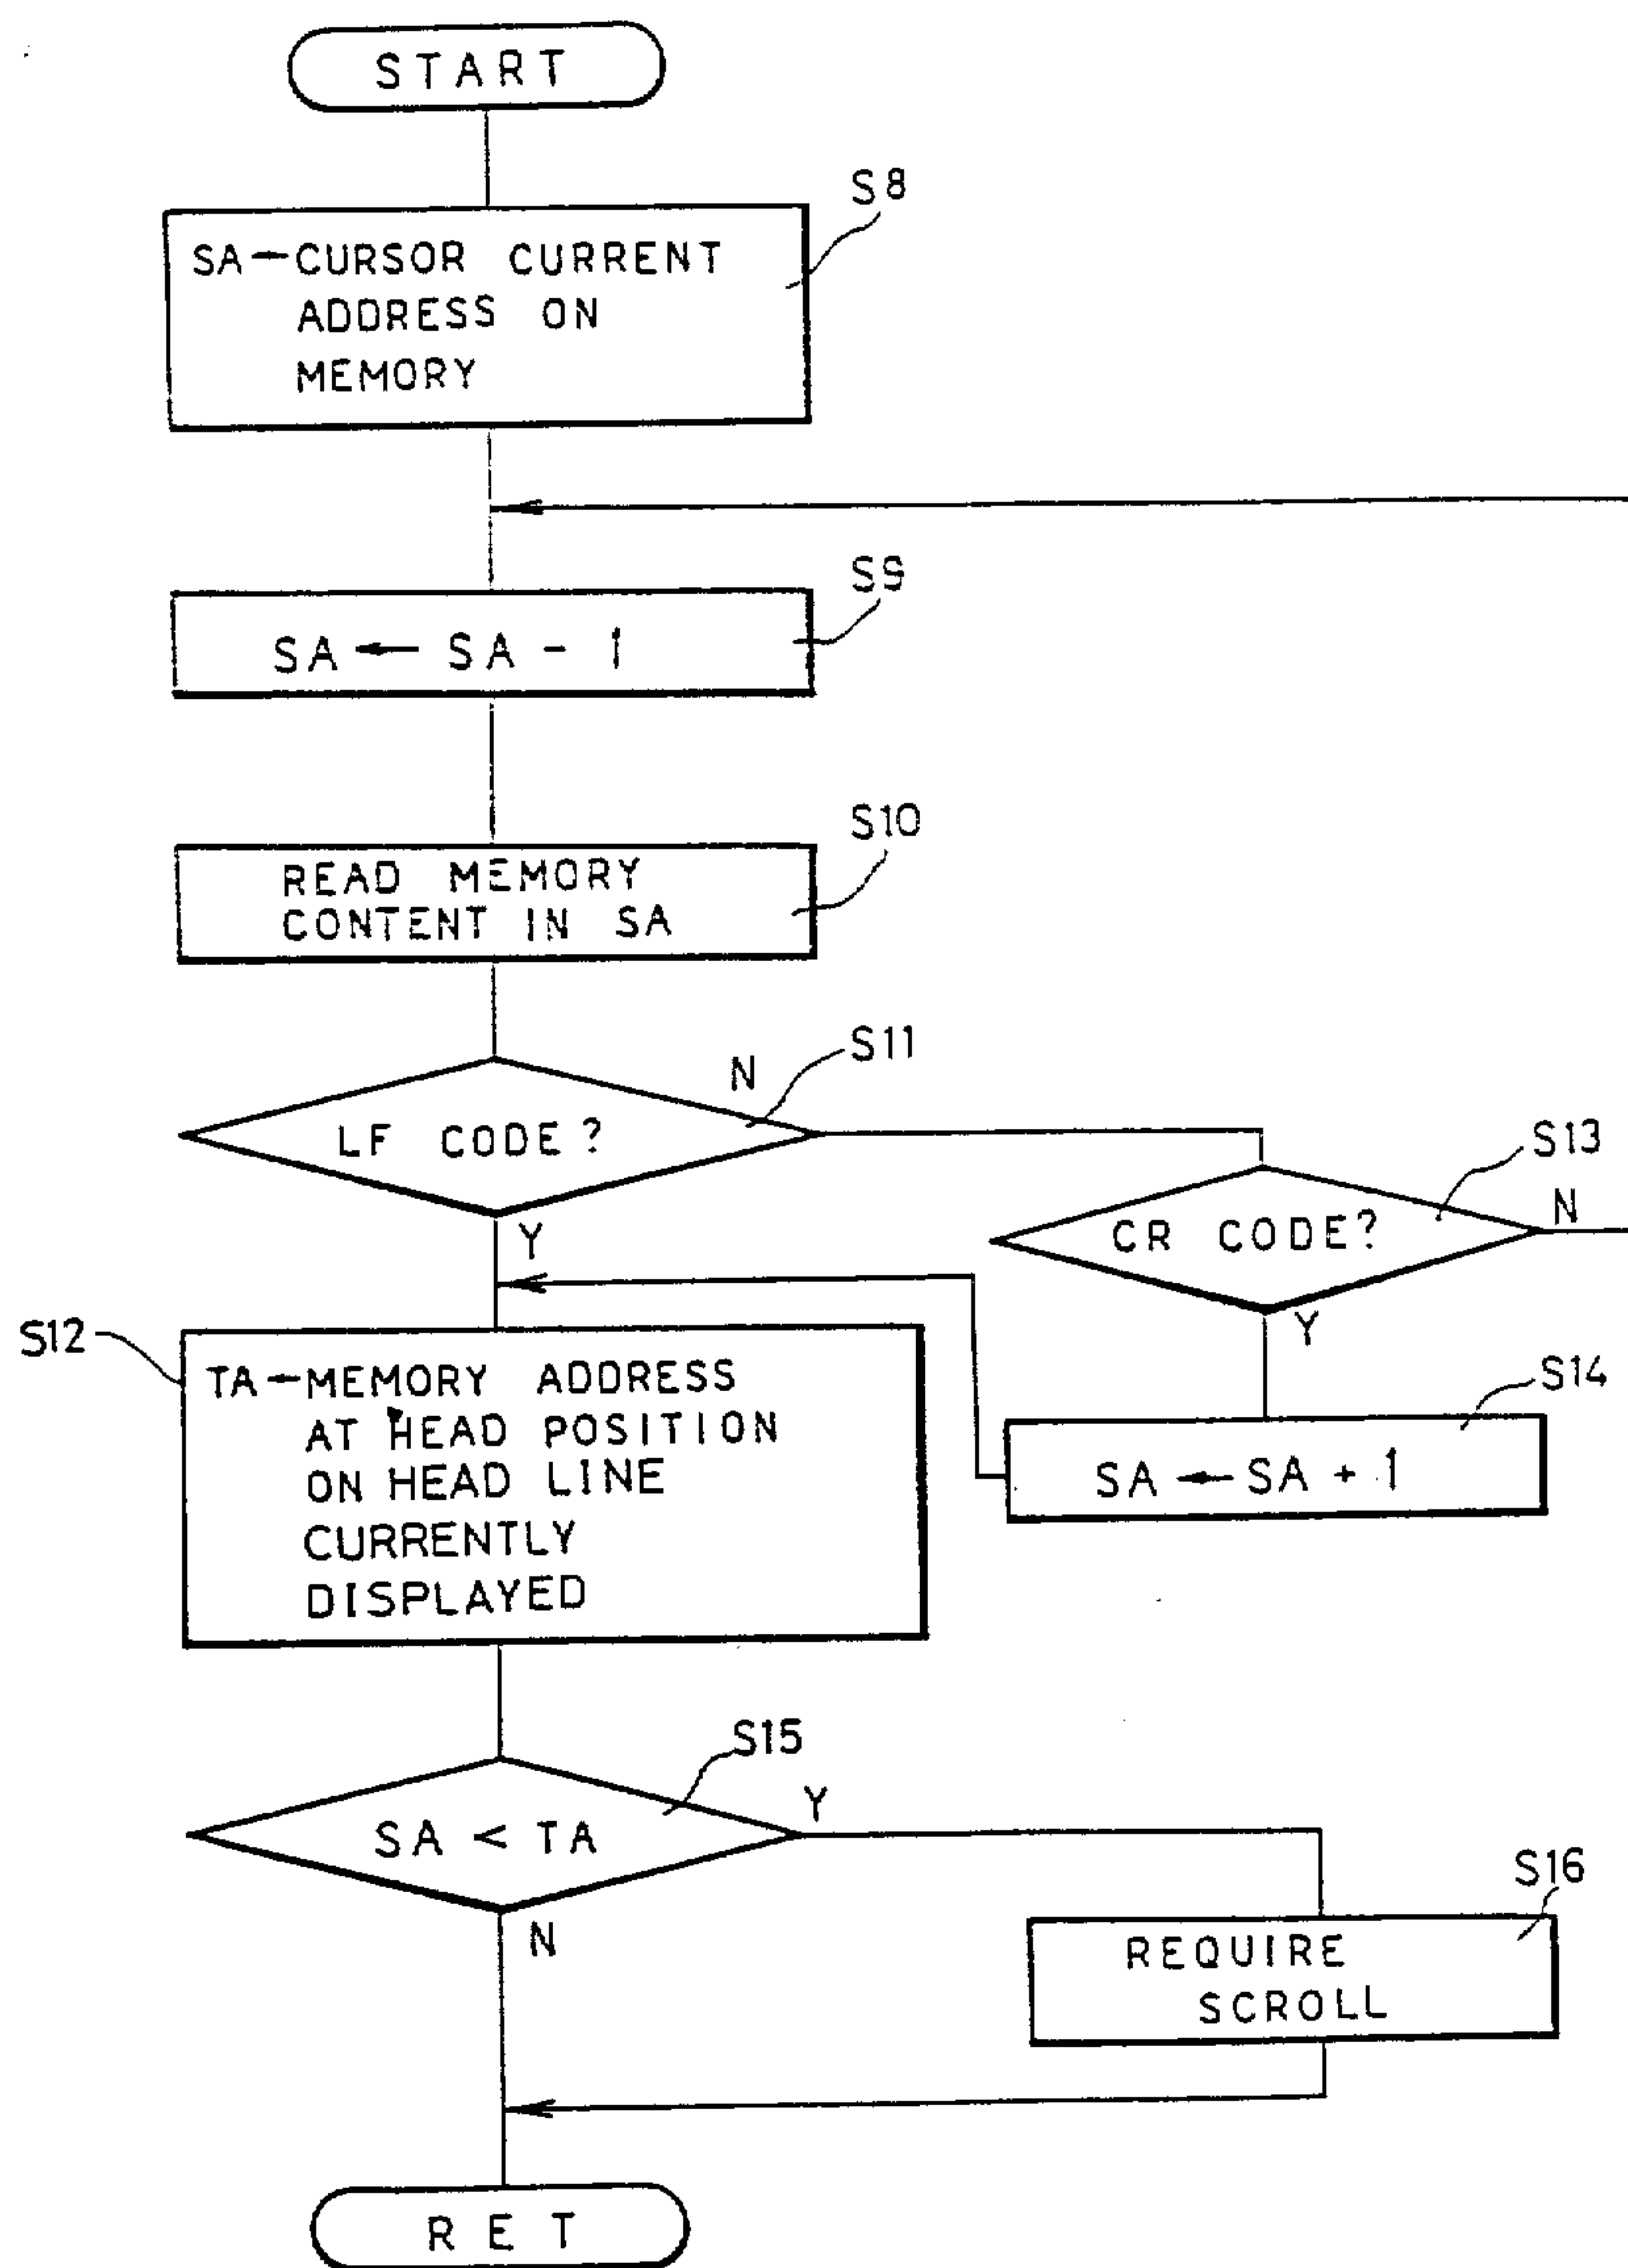 START
S8
SA←CURSOR CURRENT
ADDRESS ON
MEMORY
S9
SA ← SA - 1
S10
READ MEMORY
CONTENT IN SA
S11
N
LF CODE?
S13
N
CR CODE?
Y
Y
S12
S14
TA←MEMORY ADDRESS
AT HEAD POSITION
ON HEAD LINE
CURRENTLY
DISPLAYED
SA ← SA + 1
S15
Y
SA < TA
S16
N
REQUIRE
SCROLL
RET